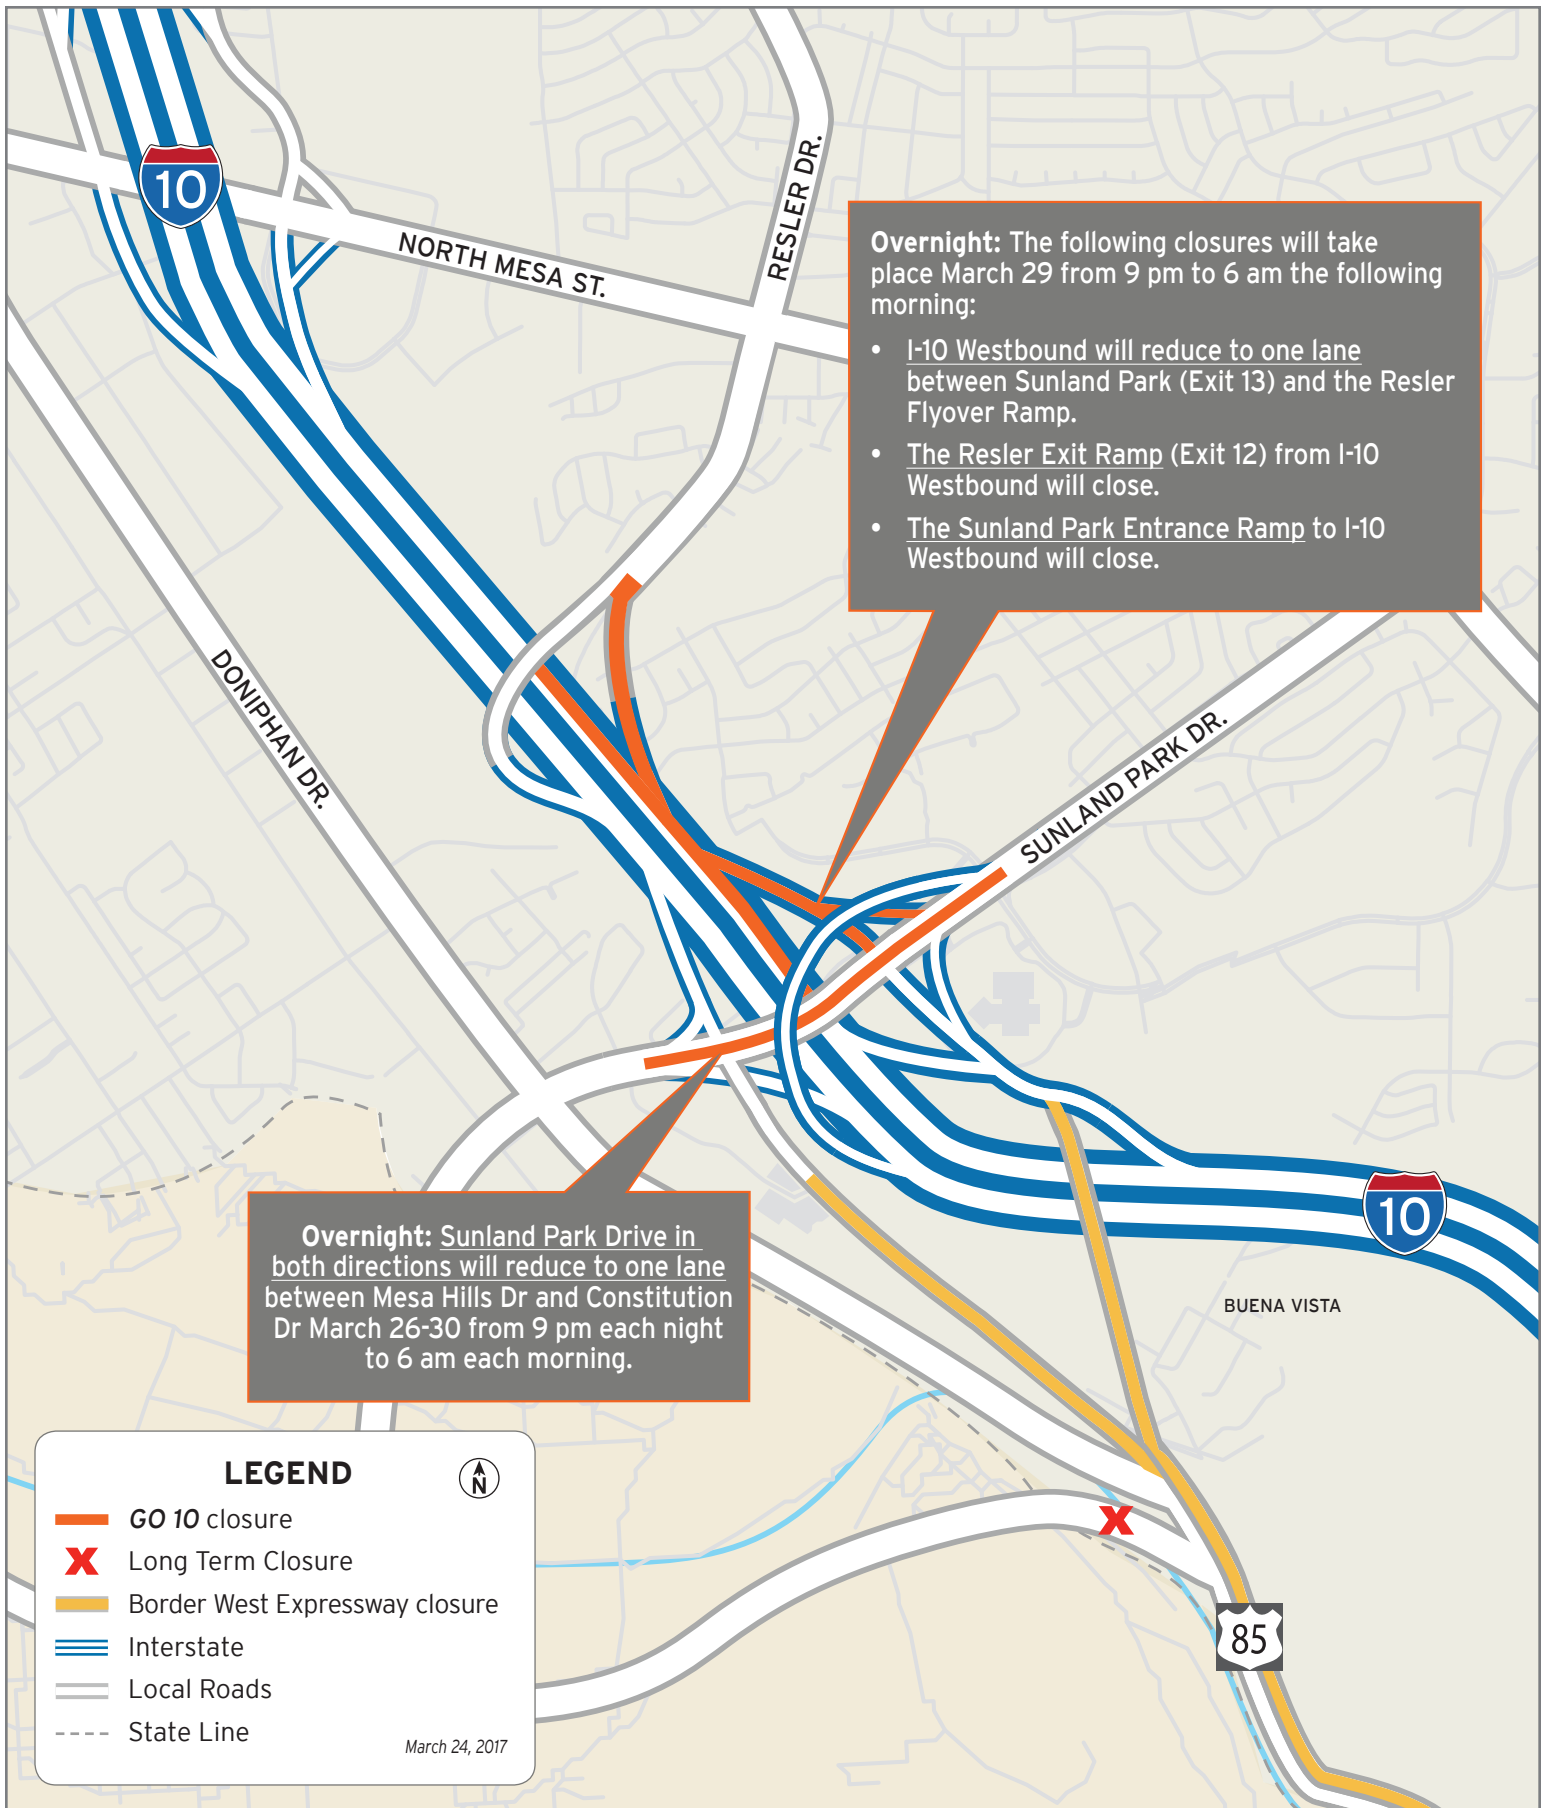 10
NORTH MESA ST.
RESLER DR.
Overnight: The following closures will take
place March 29 from 9 pm to 6 am the following
morning:
• I-10 Westbound will reduce to one lane
between Sunland Park (Exit 13) and the Resler
Flyover Ramp.
• The Resler Exit Ramp (Exit 12) from I-10
Westbound will close.
• The Sunland Park Entrance Ramp to I-10
Westbound will close.
DONIPHAN DR.
SUNLAND PARK DR.
10
Overnight: Sunland Park Drive in
both directions will reduce to one lane
between Mesa Hills Dr and Constitution
Dr March 26-30 from 9 pm each night
to 6 am each morning.
BUENA VISTA
LEGEND
N
GO 10 closure
X Long Term Closure
Border West Expressway closure
Interstate
Local Roads
State Line
March 24, 2017
X
85